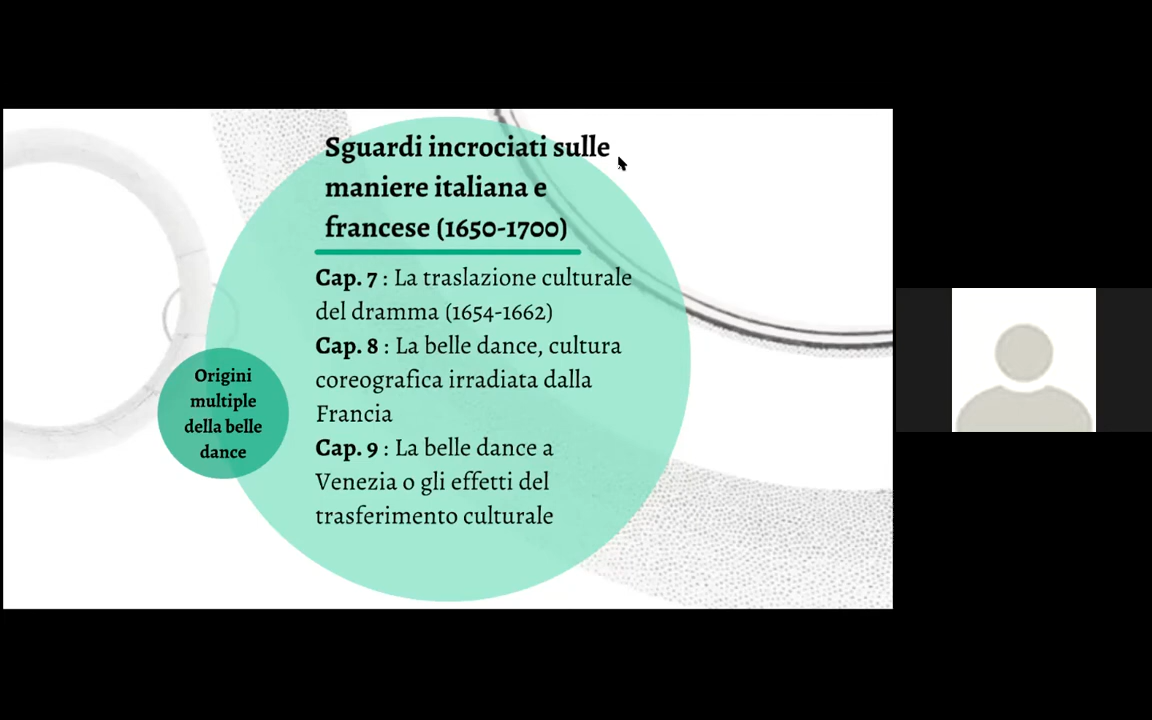 Sguardi incrociati sulle
maniere italiana e
francese (1650-1700)
Cap. 7 : La traslazione culturale
del dramma (1654-1662)
Cap. 8 : La belle dance, cultura
coreografica irradiata dalla
Francia
Cap. 9 : La belle dance a
Venezia o gli effetti del
trasferimento culturale
Origini
multiple
della belle
dance